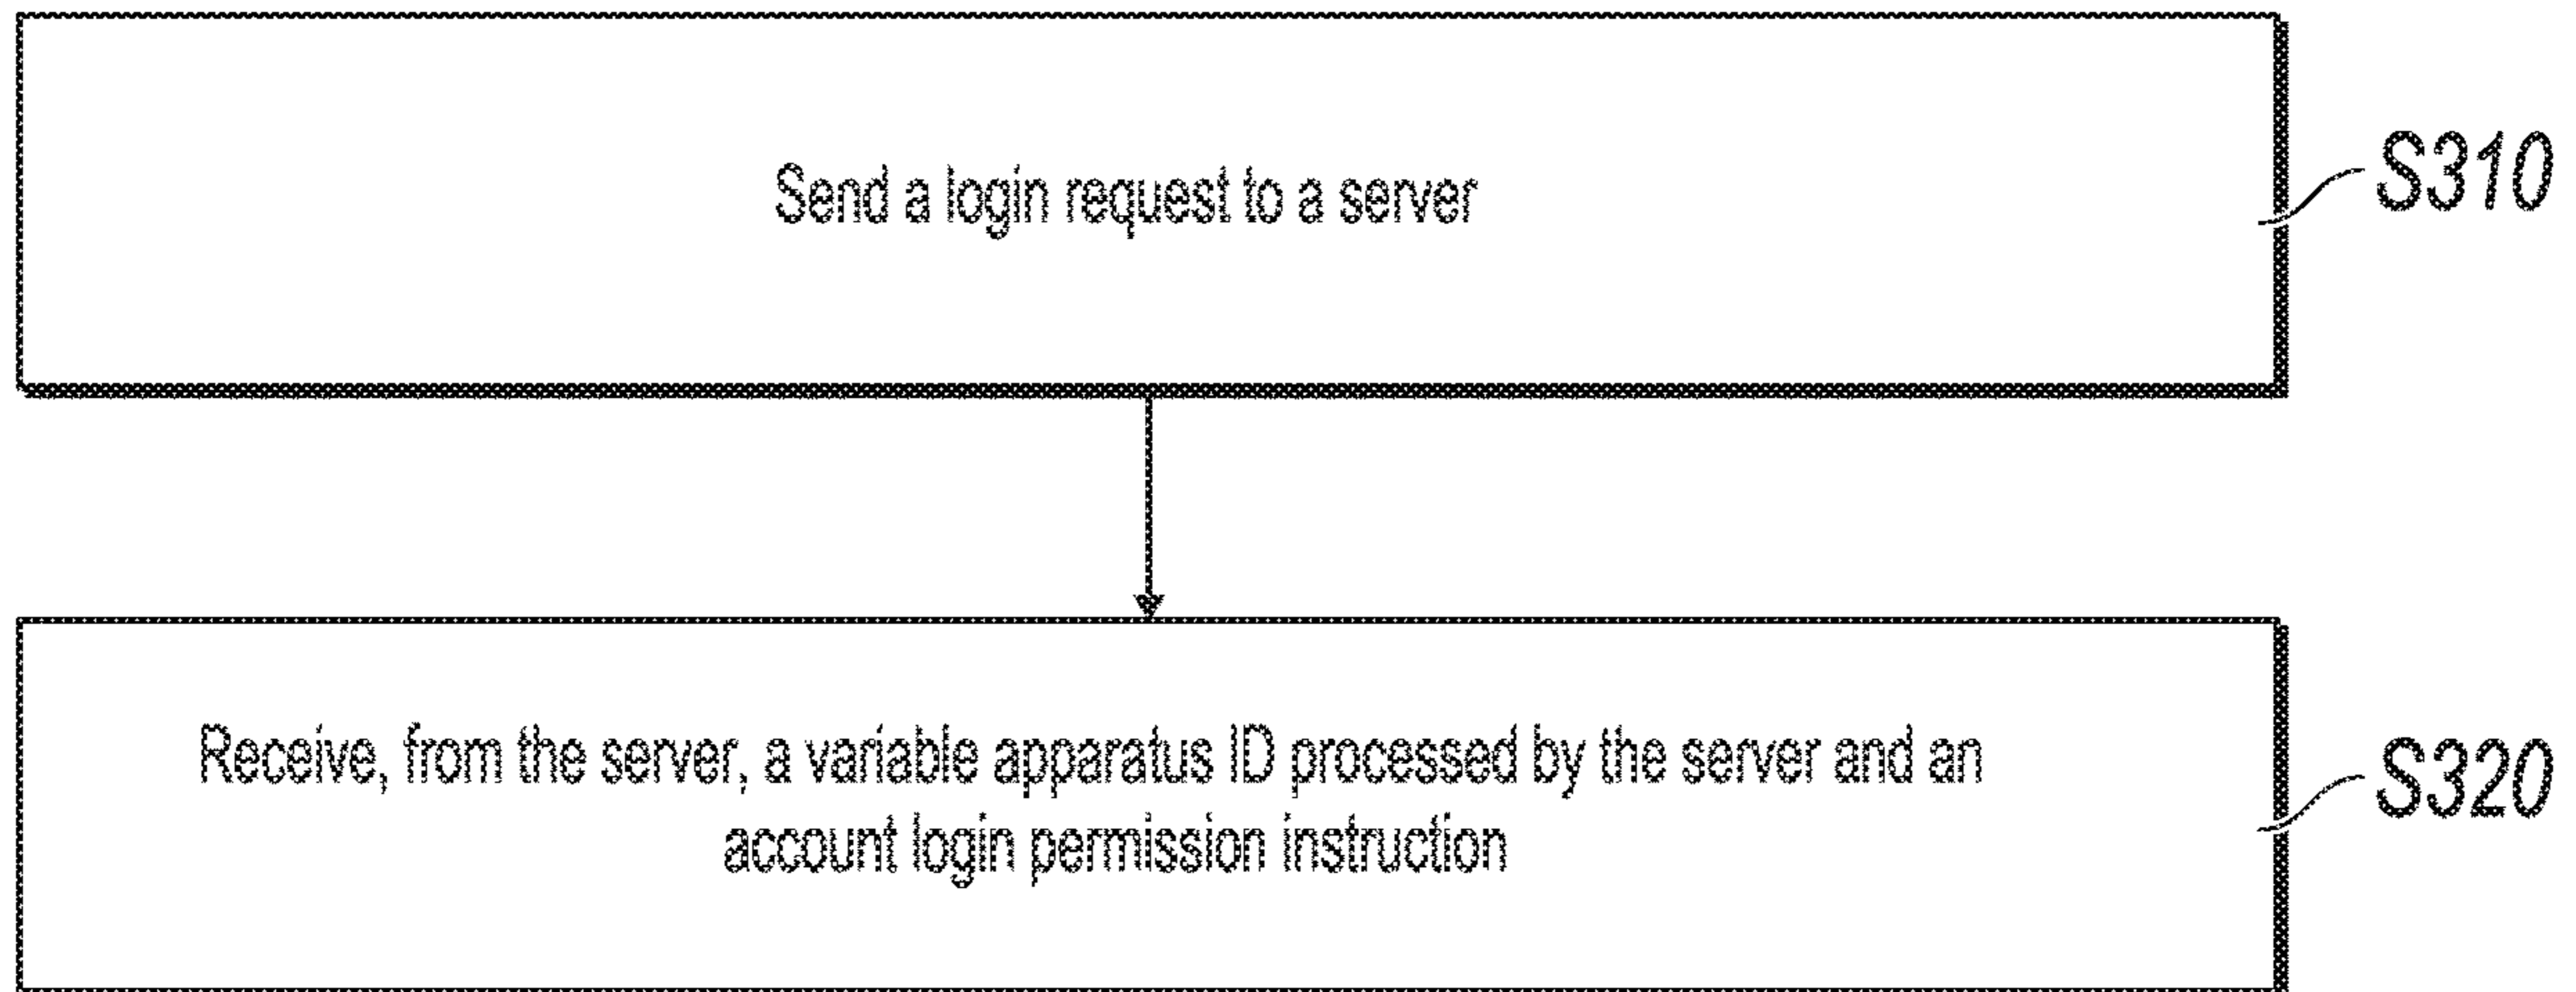 Send a login request to a server
S310
Receive, from the server, a variable apparatus ID processed by the server and an
account login permission instruction
S320